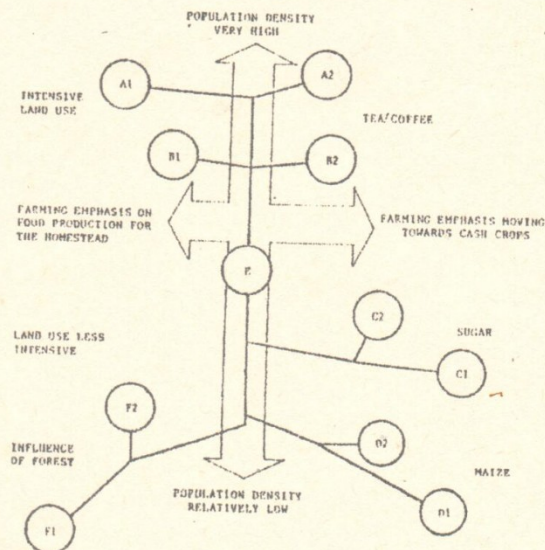 POPULATION DENSITY
VERY HIGH
A1
A2
INTENSIVE
LAND USE
TEA/COFFEE
B1
B2
FARMING EMPHASIS ON
FOOD PRODUCTION FOR
THE HOMESTEAD
FARMING EMPHASIS MOVING
TOWARDS CASH CROPS
E
C2
LAND USE LESS
INTENSIVE
SUGAR
C1
F2
D2
INFLUENCE
OF FOREST
MAIZE
POPULATION DENSITY
RELATIVELY LOW
D1
F1